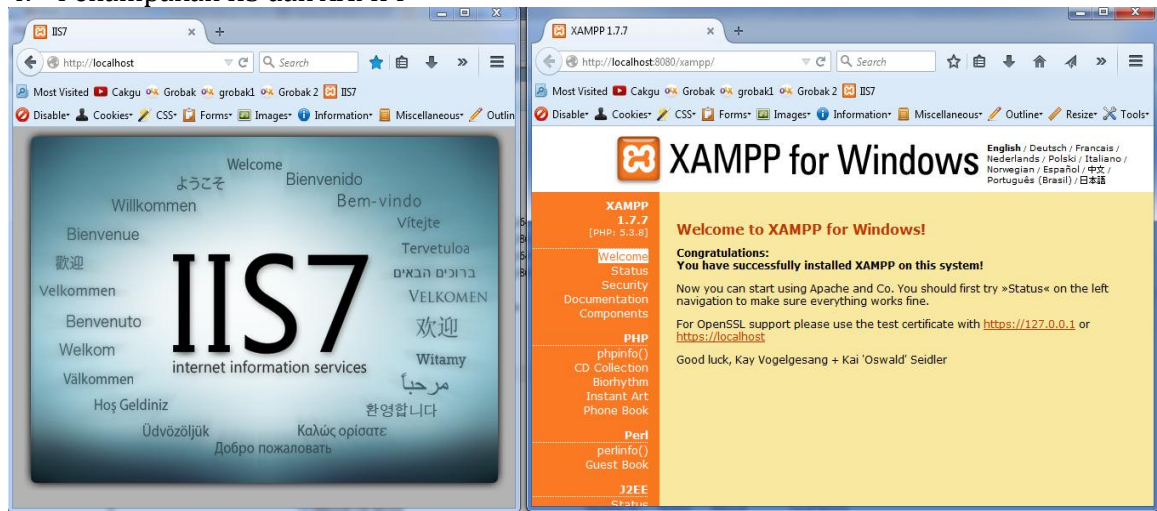 IIS7
http://localhost
Search
Most Visited Cakgu Grobak grobak1 Grobak 2 IIS7
Disable Cookies CSS Forms Images Information Miscellaneous Outlin
Welcome
ようこそ
Bienvenido
Willkommen
Bem-vindo
Vítejte
Bienvenue
Tervetuloa
歡迎
ברוכים הבאים
Velkommen
VELKOMEN
IIS7
Benvenuto
欢迎
Welkom
Witamy
internet information services
Välkommen
مرحباً
Hoş Geldiniz
환영합니다
Üdvözöljük
Καλώς ορίσατε
Добро пожаловать
XAMPP 1.7.7
http://localhost:8080/xampp/
Search
Most Visited Cakgu Grobak grobak1 Grobak 2 IIS7
Disable Cookies CSS Forms Images Information Miscellaneous Outline Resize Tools
XAMPP for Windows
English / Deutsch / Francais /
Nederlands / Polski / Italiano /
Norwegian / Español / 中文 /
Português (Brasil) / 日本語
XAMPP
1.7.7
[PHP: 5.3.8]
Welcome
Status
Security
Documentation
Components
PHP
phpinfo()
CD Collection
Biorhythm
Instant Art
Phone Book
Perl
perlinfo()
Guest Book
J2EE
Status
Welcome to XAMPP for Windows!
Congratulations:
You have successfully installed XAMPP on this system!
Now you can start using Apache and Co. You should first try »Status« on the left
navigation to make sure everything works fine.
For OpenSSL support please use the test certificate with https://127.0.0.1 or
https://localhost
Good luck, Kay Vogelgesang + Kai 'Oswald' Seidler